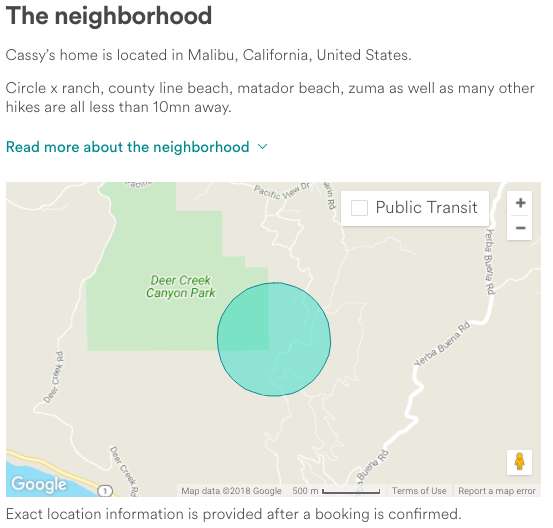 The neighborhood
Cassy's home is located in Malibu, California, United States.
Circle x ranch, county line beach, matador beach, zuma as well as many other
hikes are all less than 10mn away.
Read more about the neighborhood
Pacific
Pacific View Dr
nn Rd
Public Transit
+
−
Yerba Buena Rd
Deer Creek
Canyon Park
Yerba Buena Rd
Deer Creek Rd
Deer Creek Rd
Buena Rd
Google
1
Map data ©2018 Google
500 m
Terms of Use
Report a map error
Exact location information is provided after a booking is confirmed.